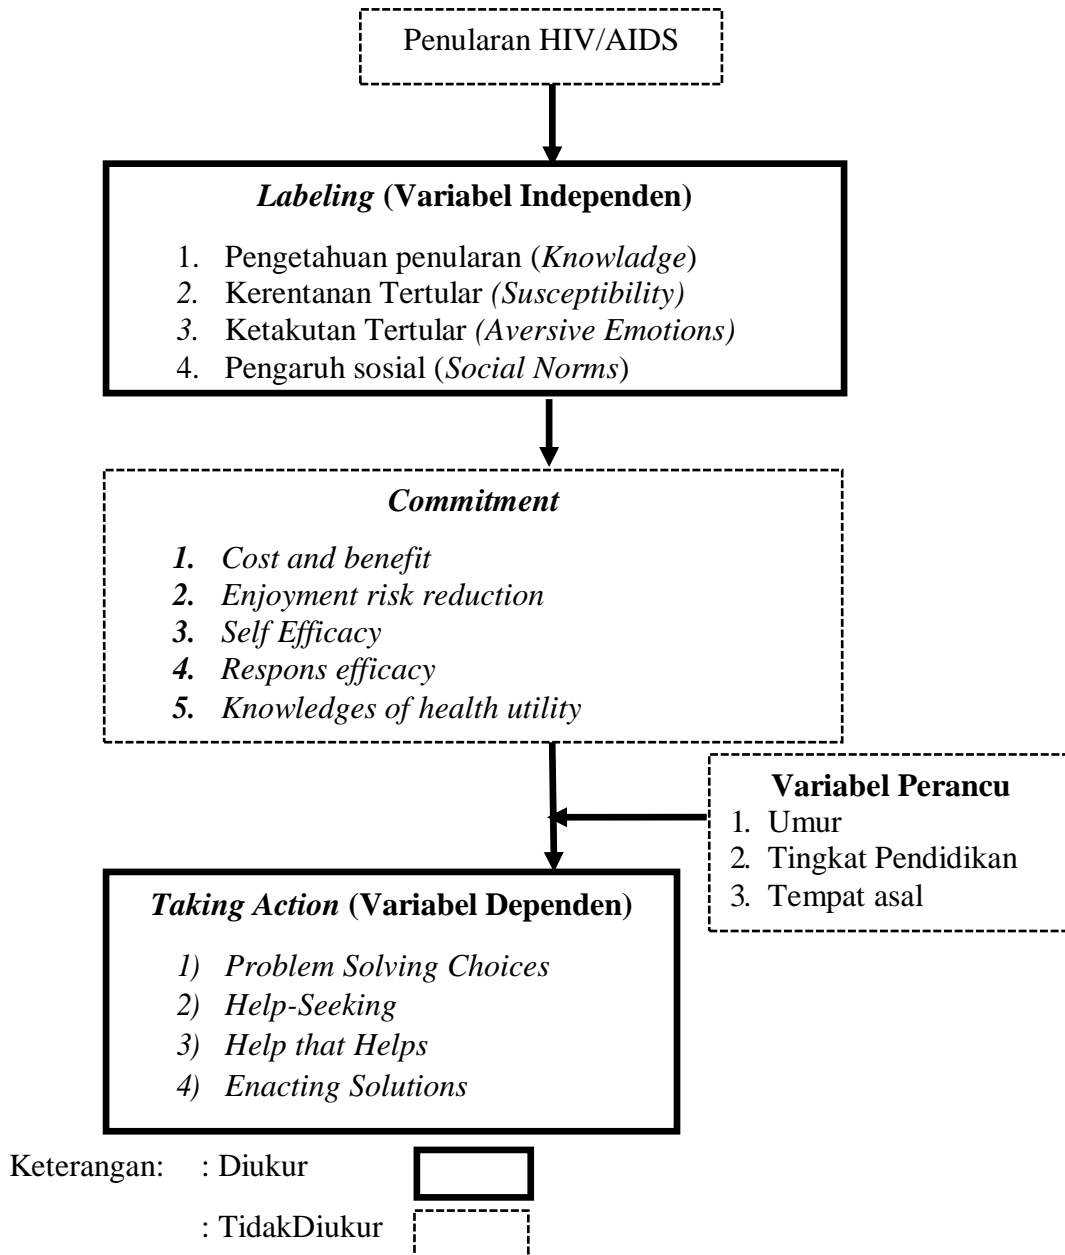 Penularan HIV/AIDS
Labeling (Variabel Independen)
1. Pengetahuan penularan (Knowladge)
2. Kerentanan Tertular (Susceptibility)
3. Ketakutan Tertular (Aversive Emotions)
4. Pengaruh sosial (Social Norms)
Commitment
1. Cost and benefit
2. Enjoyment risk reduction
3. Self Efficacy
4. Respons efficacy
5. Knowledges of health utility
Variabel Perancu
1. Umur
2. Tingkat Pendidikan
3. Tempat asal
Taking Action (Variabel Dependen)
1) Problem Solving Choices
2) Help-Seeking
3) Help that Helps
4) Enacting Solutions
Keterangan: : Diukur
: TidakDiukur